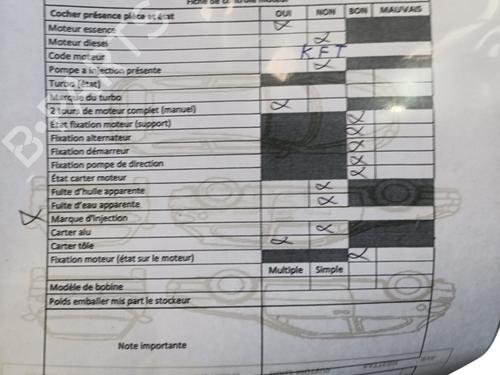 Fiche de contrôle moteur
Cocher présence pièce et état OUI NON BON MAUVAIS
Moteur essence
Moteur diesel
Code moteur KFT
Pompe a injection présente
Turbo (état)
Marque du turbo
2 tours de moteur complet (manuel)
État fixation moteur (support)
Fixation alternateur
Fixation démarreur
Fixation pompe de direction
État carter moteur
Fuite d'huile apparente
Fuite d'eau apparente
Marque d'injection
Carter alu
Carter tôle
Fixation moteur (état sur le moteur)
Multiple Simple
Modèle de bobine
Poids emballer mis part le stockeur
Note importante